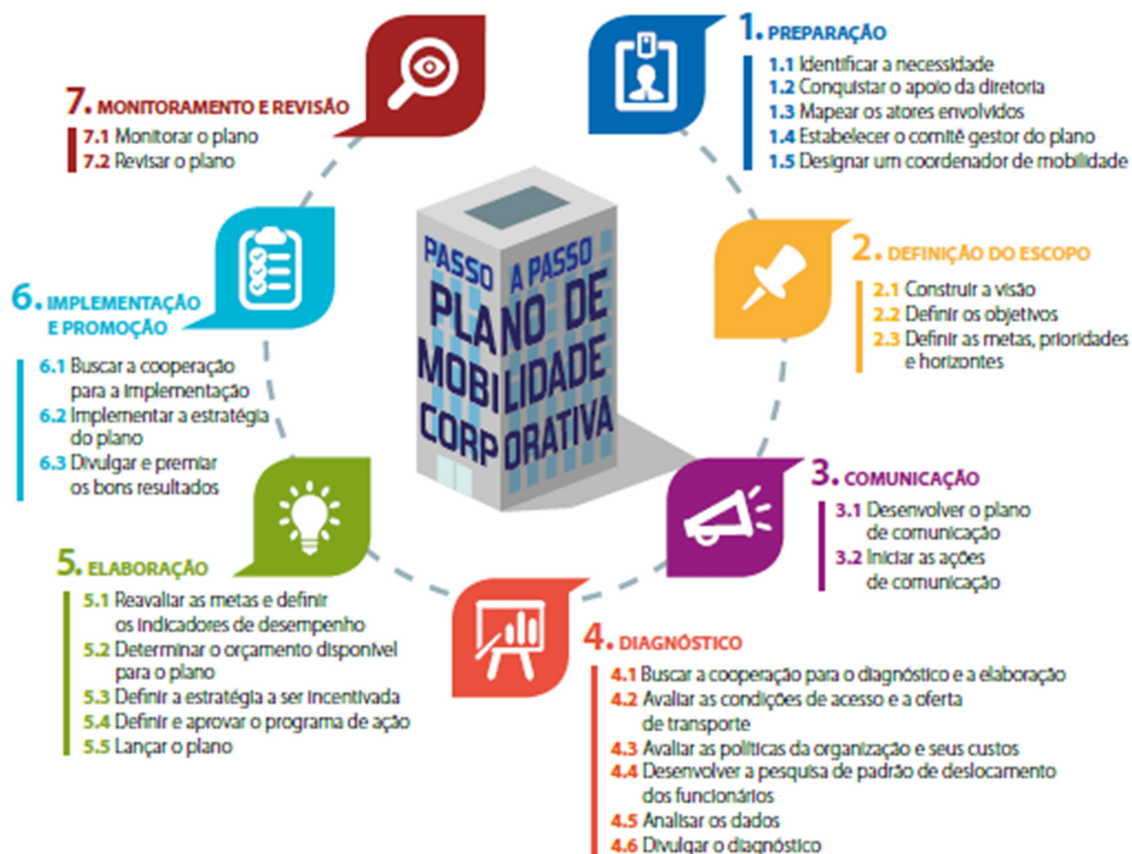 1. PREPARAÇÃO
1.1 Identificar a necessidade
1.2 Conquistar o apoio da diretoria
1.3 Mapear os atores envolvidos
1.4 Estabelecer o comitê gestor do plano
1.5 Designar um coordenador de mobilidade
2. DEFINIÇÃO DO ESCOPO
2.1 Construir a visão
2.2 Definir os objetivos
2.3 Definir as metas, prioridades
e horizontes
3. COMUNICAÇÃO
3.1 Desenvolver o plano
de comunicação
3.2 Iniciar as ações
de comunicação
4. DIAGNÓSTICO
4.1 Buscar a cooperação para o diagnóstico e a elaboração
4.2 Avaliar as condições de acesso e a oferta
de transporte
4.3 Avaliar as políticas da organização e seus custos
4.4 Desenvolver a pesquisa de padrão de deslocamento
dos funcionários
4.5 Analisar os dados
4.6 Divulgar o diagnóstico
5. ELABORAÇÃO
5.1 Reavaliar as metas e definir
os indicadores de desempenho
5.2 Determinar o orçamento disponível
para o plano
5.3 Definir a estratégia a ser incentivada
5.4 Definir e aprovar o programa de ação
5.5 Lançar o plano
6. IMPLEMENTAÇÃO
E PROMOÇÃO
6.1 Buscar a cooperação
para a implementação
6.2 Implementar a estratégia
do plano
6.3 Divulgar e premiar
os bons resultados
7. MONITORAMENTO E REVISÃO
7.1 Monitorar o plano
7.2 Revisar o plano
PASSO A PASSO
PLANO DE
MOBILIDADE
CORPORATIVA